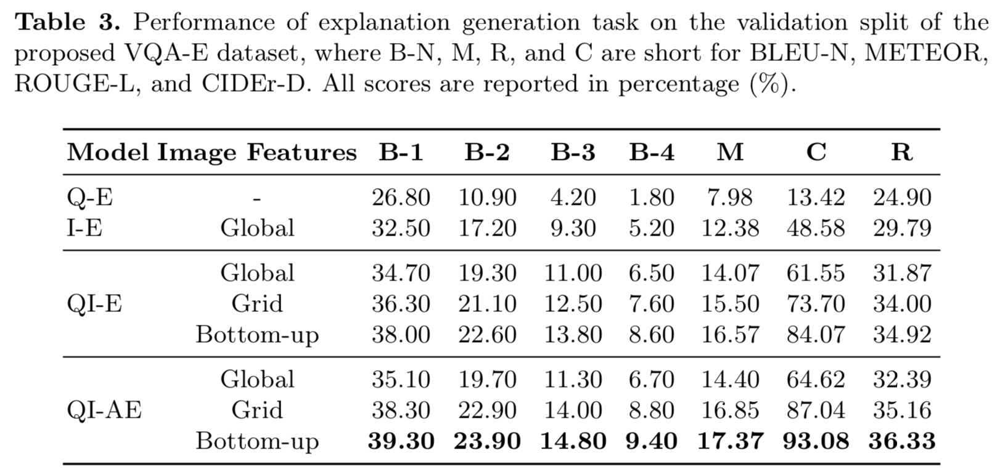 Table 3. Performance of explanation generation task on the validation split of the
proposed VQA-E dataset, where B-N, M, R, and C are short for BLEU-N, METEOR,
ROUGE-L, and CIDEr-D. All scores are reported in percentage (%).
Model Image Features B-1 B-2 B-3 B-4 M C R
Q-E - 26.80 10.90 4.20 1.80 7.98 13.42 24.90
I-E Global 32.50 17.20 9.30 5.20 12.38 48.58 29.79
Global 34.70 19.30 11.00 6.50 14.07 61.55 31.87
QI-E Grid 36.30 21.10 12.50 7.60 15.50 73.70 34.00
Bottom-up 38.00 22.60 13.80 8.60 16.57 84.07 34.92
Global 35.10 19.70 11.30 6.70 14.40 64.62 32.39
QI-AE Grid 38.30 22.90 14.00 8.80 16.85 87.04 35.16
Bottom-up 39.30 23.90 14.80 9.40 17.37 93.08 36.33